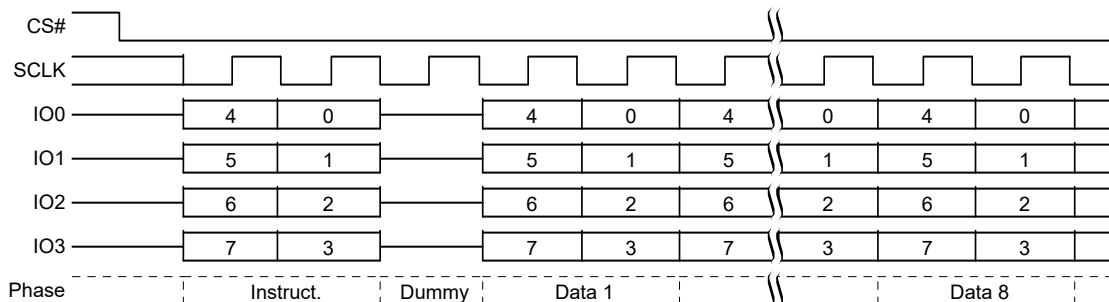 CS#
SCLK
IO0 4 0 4 0 4 0 4 0
IO1 5 1 5 1 5 1 5 1
IO2 6 2 6 2 6 2 6 2
IO3 7 3 7 3 7 3 7 3
Phase Instruct. Dummy Data 1 Data 8